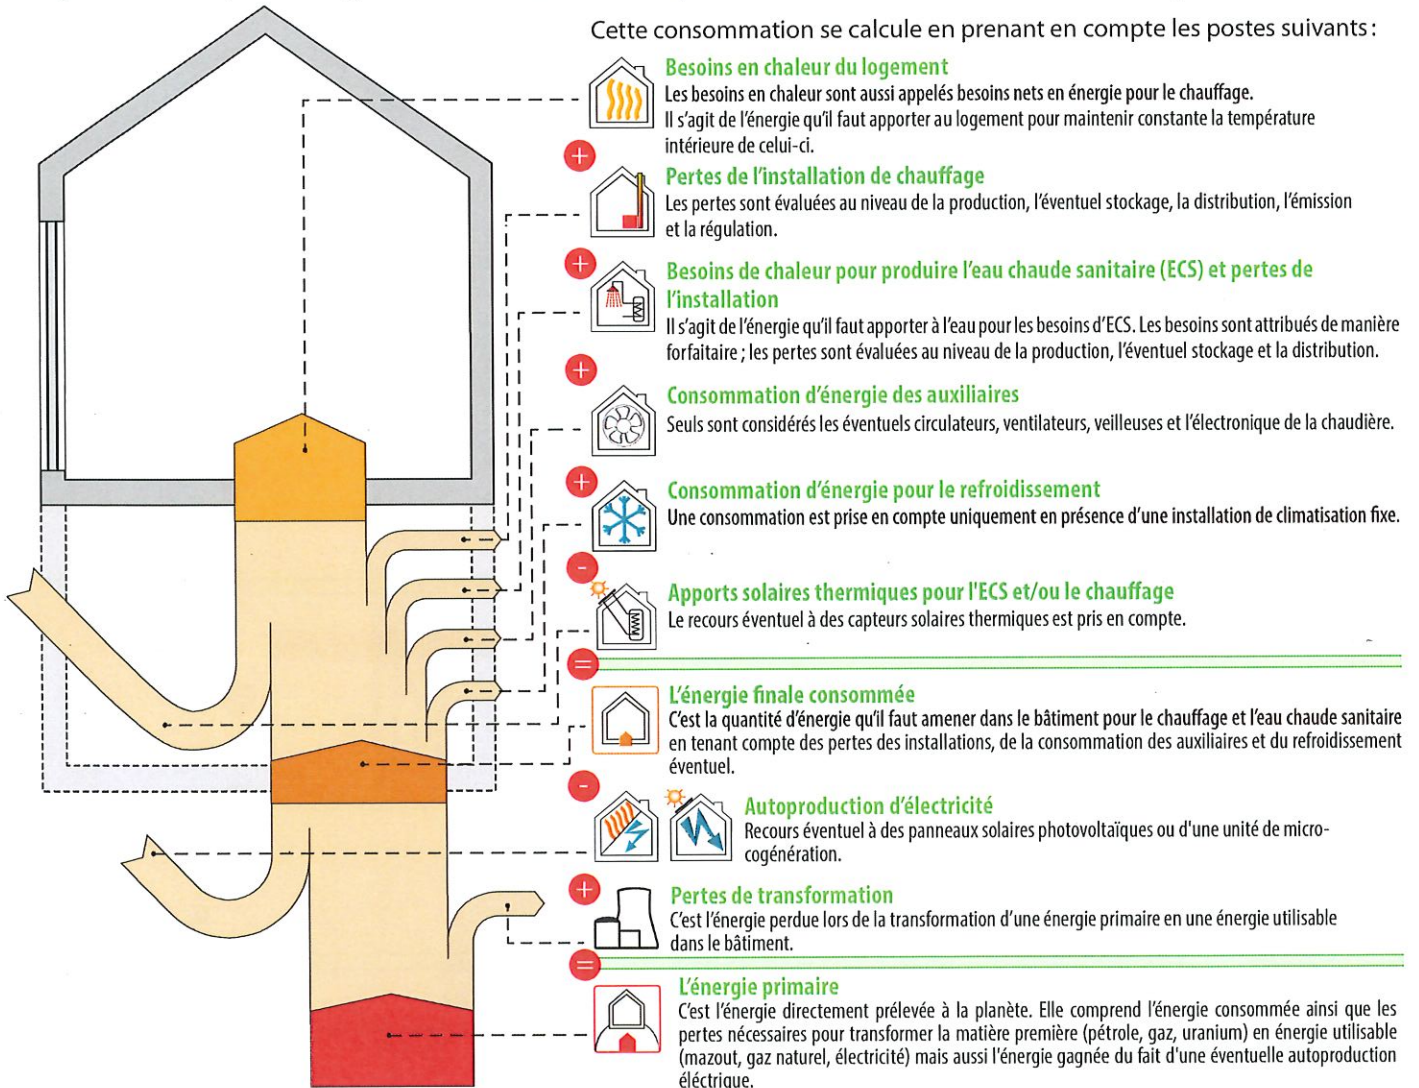 Cette consommation se calcule en prenant en compte les postes suivants :
Besoins en chaleur du logement
Les besoins en chaleur sont aussi appelés besoins nets en énergie pour le chauffage.
Il s'agit de l'énergie qu'il faut apporter au logement pour maintenir constante la température
intérieure de celui-ci.
+
Pertes de l'installation de chauffage
Les pertes sont évaluées au niveau de la production, l'éventuel stockage, la distribution, l'émission
et la régulation.
+
Besoins de chaleur pour produire l'eau chaude sanitaire (ECS) et pertes de
l'installation
Il s'agit de l'énergie qu'il faut apporter à l'eau pour les besoins d'ECS. Les besoins sont attribués de manière
forfaitaire ; les pertes sont évaluées au niveau de la production, l'éventuel stockage et la distribution.
+
Consommation d'énergie des auxiliaires
Seuls sont considérés les éventuels circulateurs, ventilateurs, veilleuses et l'électronique de la chaudière.
+
Consommation d'énergie pour le refroidissement
Une consommation est prise en compte uniquement en présence d'une installation de climatisation fixe.
-
Apports solaires thermiques pour l'ECS et/ou le chauffage
Le recours éventuel à des capteurs solaires thermiques est pris en compte.
=
L'énergie finale consommée
C'est la quantité d'énergie qu'il faut amener dans le bâtiment pour le chauffage et l'eau chaude sanitaire
en tenant compte des pertes des installations, de la consommation des auxiliaires et du refroidissement
éventuel.
-
Autoproduction d'électricité
Recours éventuel à des panneaux solaires photovoltaïques ou d'une unité de micro-
cogénération.
+
Pertes de transformation
C'est l'énergie perdue lors de la transformation d'une énergie primaire en une énergie utilisable
dans le bâtiment.
=
L'énergie primaire
C'est l'énergie directement prélevée à la planète. Elle comprend l'énergie consommée ainsi que les
pertes nécessaires pour transformer la matière première (pétrole, gaz, uranium) en énergie utilisable
(mazout, gaz naturel, électricité) mais aussi l'énergie gagnée du fait d'une éventuelle autoproduction
éléctrique.